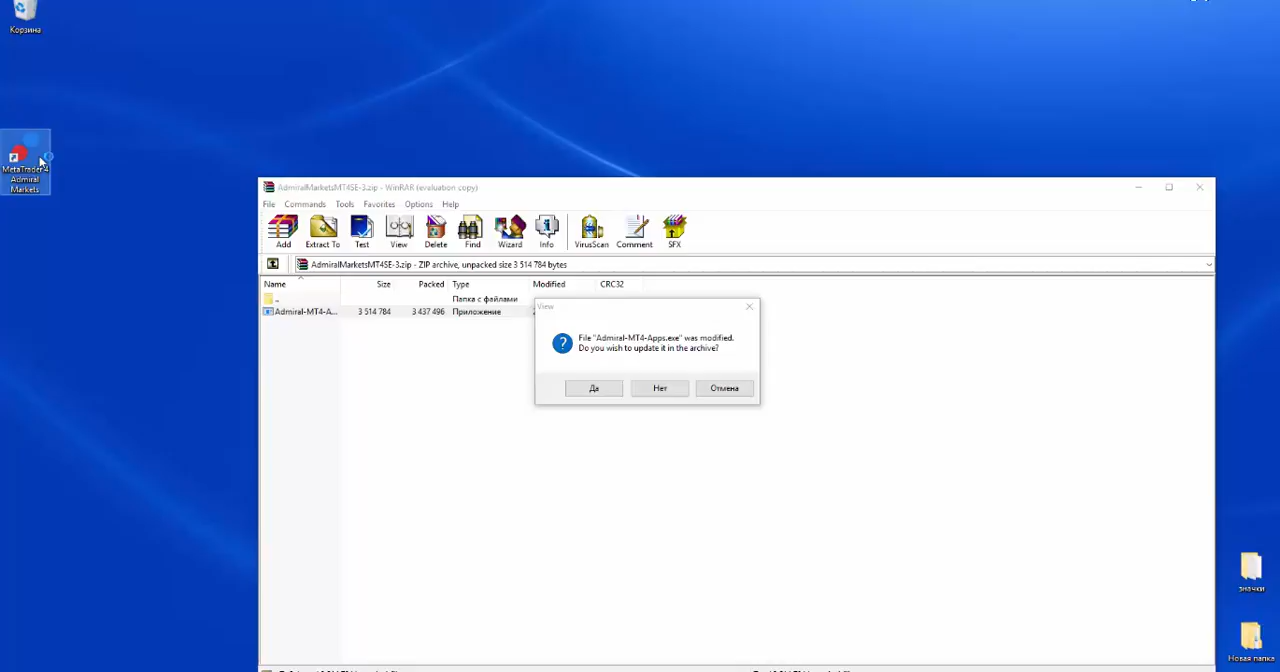 Корзина
MetaTrader 4
Admiral
Markets
AdmiralMarketsMT4SE-3.zip - WinRAR (evaluation copy)
File Commands Tools Favorites Options Help
Add Extract To Test View Delete Find Wizard Info VirusScan Comment SFX
AdmiralMarketsMT4SE-3.zip - ZIP archive, unpacked size 3 514 784 bytes
Name Size Packed Type Modified CRC32
.. Папка с файлами
Admiral-MT4-A... 3 514 784 3 437 496 Приложение
View
File "Admiral-MT4-Apps.exe" was modified.
Do you wish to update it in the archive?
Да Нет Отмена
значки
Новая папка